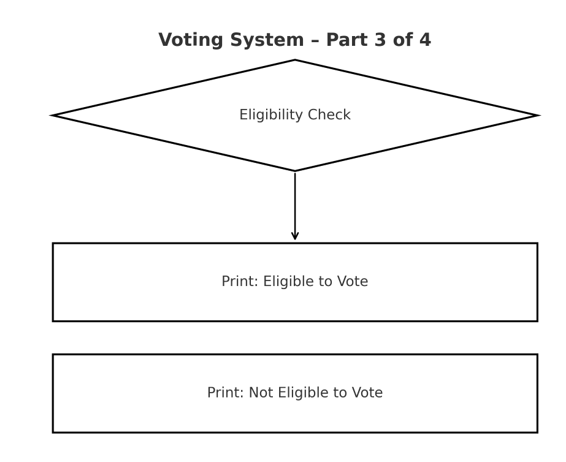 Voting System – Part 3 of 4
Eligibility Check
Print: Eligible to Vote
Print: Not Eligible to Vote